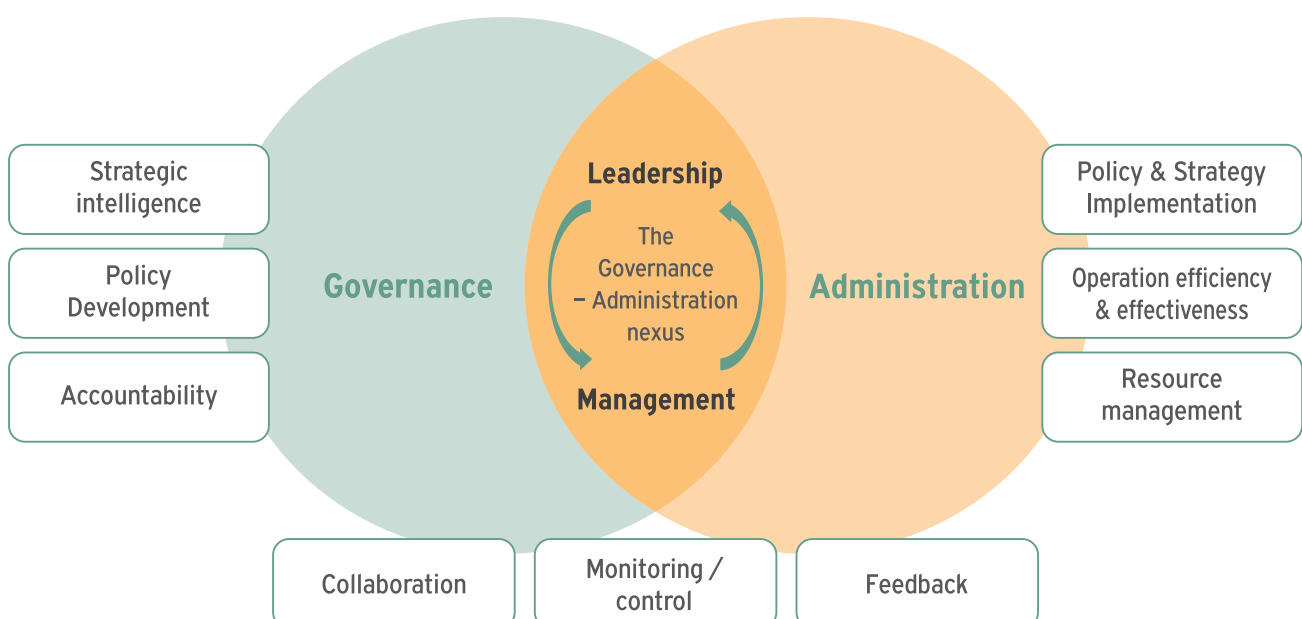 Strategic
intelligence
Policy
Development
Accountability
Governance
Leadership
The
Governance
– Administration
nexus
Management
Administration
Policy & Strategy
Implementation
Operation efficiency
& effectiveness
Resource
management
Collaboration
Monitoring /
control
Feedback